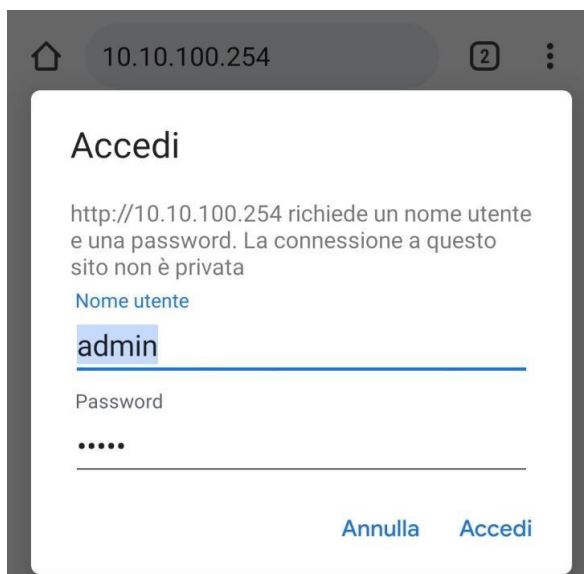 10.10.100.254
2
Accedi
http://10.10.100.254 richiede un nome utente
e una password. La connessione a questo
sito non è privata
Nome utente
admin
Password
•••••
Annulla Accedi